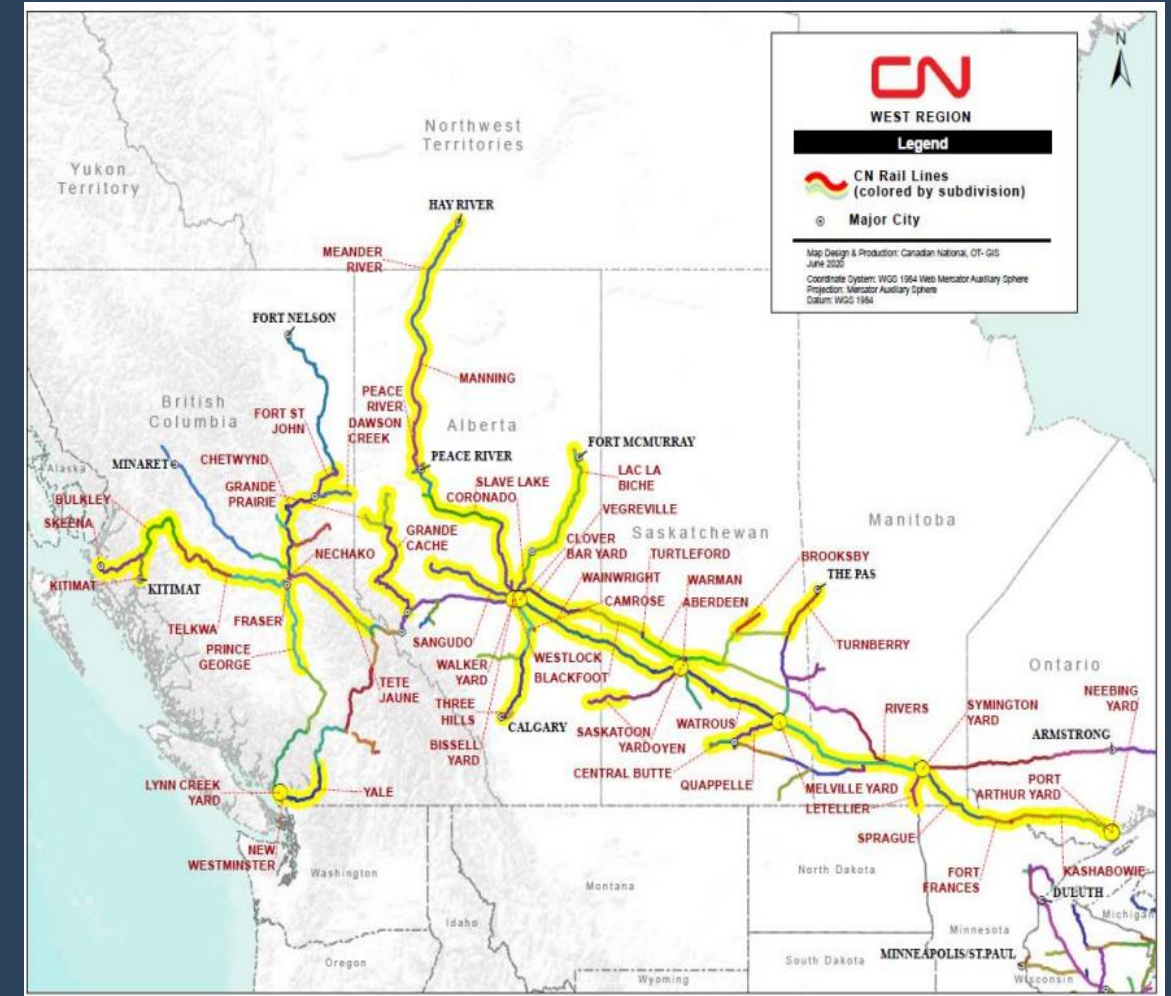 N
CN
WEST REGION
Legend
CN Rail Lines
(colored by subdivision)
Major City
Map Design & Production: Canadian National, OT- GIS
June 2020
Coordinate System: WGS 1984 Web Mercator Auxiliary Sphere
Projection: Mercator Auxiliary Sphere
Datum: WGS 1984
Northwest
Territories
Yukon
Territory
HAY RIVER
MEANDER
RIVER
FORT NELSON
MANNING
PEACE
RIVER
DAWSON
CREEK
British
Columbia
FORT ST
JOHN
Alberta
CHETWYND
MINARET
PEACE RIVER
FORT MCMURRAY
Alaska
GRANDE
PRAIRIE
SLAVE LAKE
CORONADO
LAC LA
BICHE
BULKLEY
VEGREVILLE
SKEENA
GRANDE
CACHE
CLOVER
BAR YARD
Saskatchewan
Manitoba
NECHAKO
TURTLEFORD
BROOKSBY
THE PAS
KITIMAT
KITIMAT
WAINWRIGHT
WARMAN
CAMROSE
ABERDEEN
TELKWA
FRASER
SANGUDO
TURNBERRY
PRINCE
GEORGE
WALKER
YARD
WESTLOCK
BLACKFOOT
Ontario
TETE
JAUNE
THREE
HILLS
CALGARY
SASKATOON
YARD
OYEN
WATROUS
RIVERS
SYMINGTON
YARD
NEEBING
YARD
BISSELL
YARD
CENTRAL BUTTE
ARMSTRONG
LYNN CREEK
YARD
YALE
QUAPPELLE
MELVILLE YARD
PORT
ARTHUR YARD
LETELLIER
SPRAGUE
NEW
WESTMINSTER
Washington
North Dakota
FORT
FRANCES
KASHABOWIE
Montana
DULUTH
Michigan
Idaho
Minnesota
Oregon
South Dakota
MINNEAPOLIS/ST.PAUL
Wyoming
Wisconsin